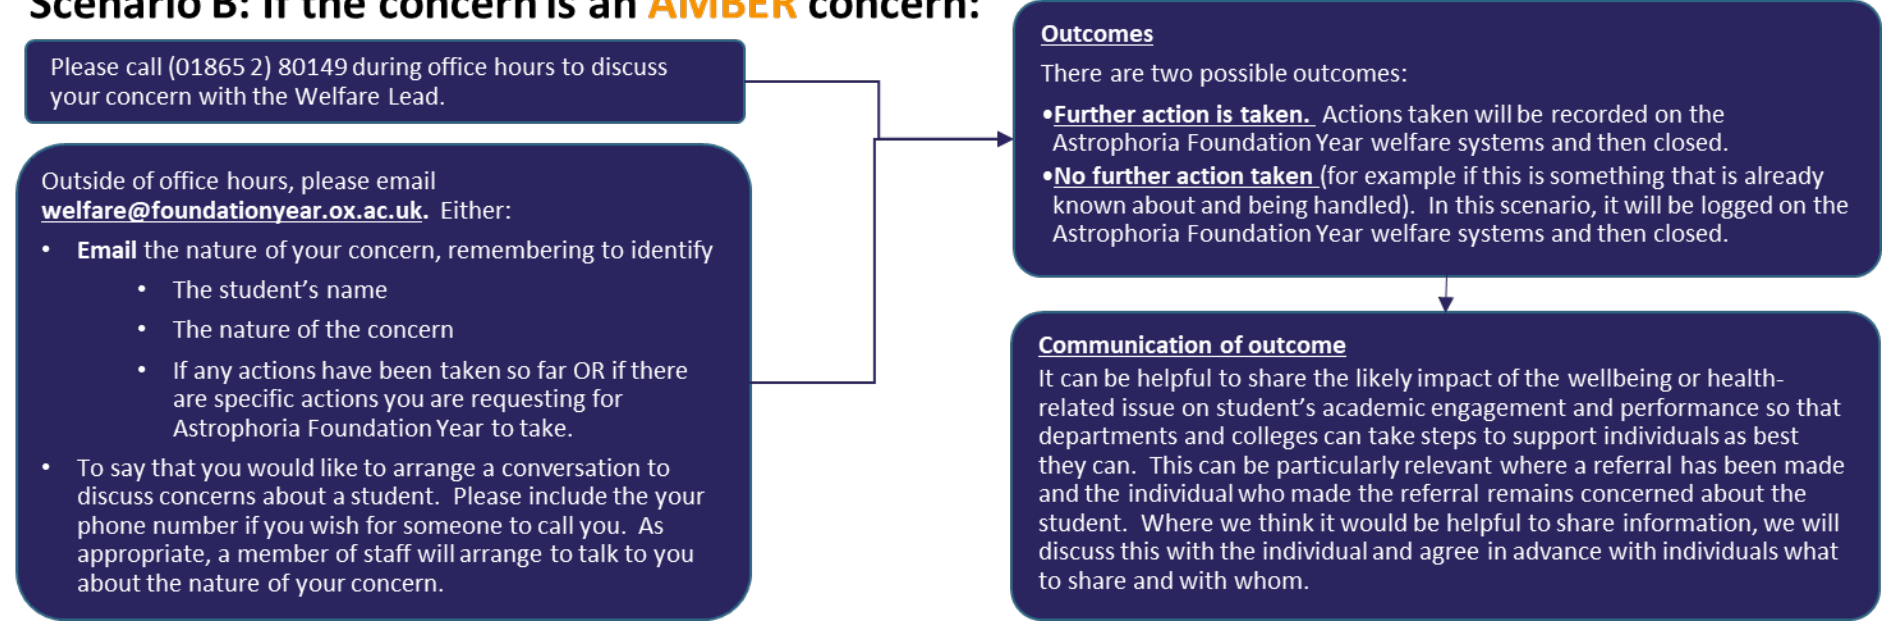 Scenario B: If the concern is an AMBER concern:
Please call (01865 2) 80149 during office hours to discuss
your concern with the Welfare Lead.
Outside of office hours, please email
welfare@foundationyear.ox.ac.uk. Either:
• Email the nature of your concern, remembering to identify
• The student's name
• The nature of the concern
• If any actions have been taken so far OR if there
are specific actions you are requesting for
Astrophoria Foundation Year to take.
• To say that you would like to arrange a conversation to
discuss concerns about a student. Please include the your
phone number if you wish for someone to call you. As
appropriate, a member of staff will arrange to talk to you
about the nature of your concern.
Outcomes
There are two possible outcomes:
•Further action is taken. Actions taken will be recorded on the
Astrophoria Foundation Year welfare systems and then closed.
•No further action taken (for example if this is something that is already
known about and being handled). In this scenario, it will be logged on the
Astrophoria Foundation Year welfare systems and then closed.
Communication of outcome
It can be helpful to share the likely impact of the wellbeing or health-
related issue on student's academic engagement and performance so that
departments and colleges can take steps to support individuals as best
they can. This can be particularly relevant where a referral has been made
and the individual who made the referral remains concerned about the
student. Where we think it would be helpful to share information, we will
discuss this with the individual and agree in advance with individuals what
to share and with whom.